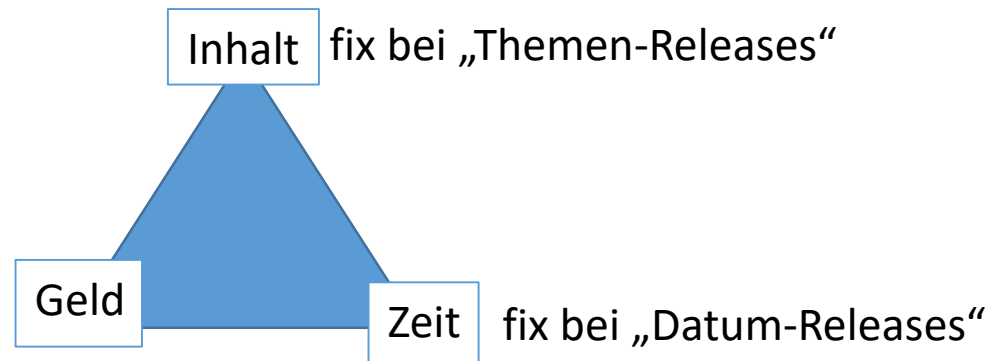 Inhalt fix bei „Themen-Releases“
Geld
Zeit fix bei „Datum-Releases“